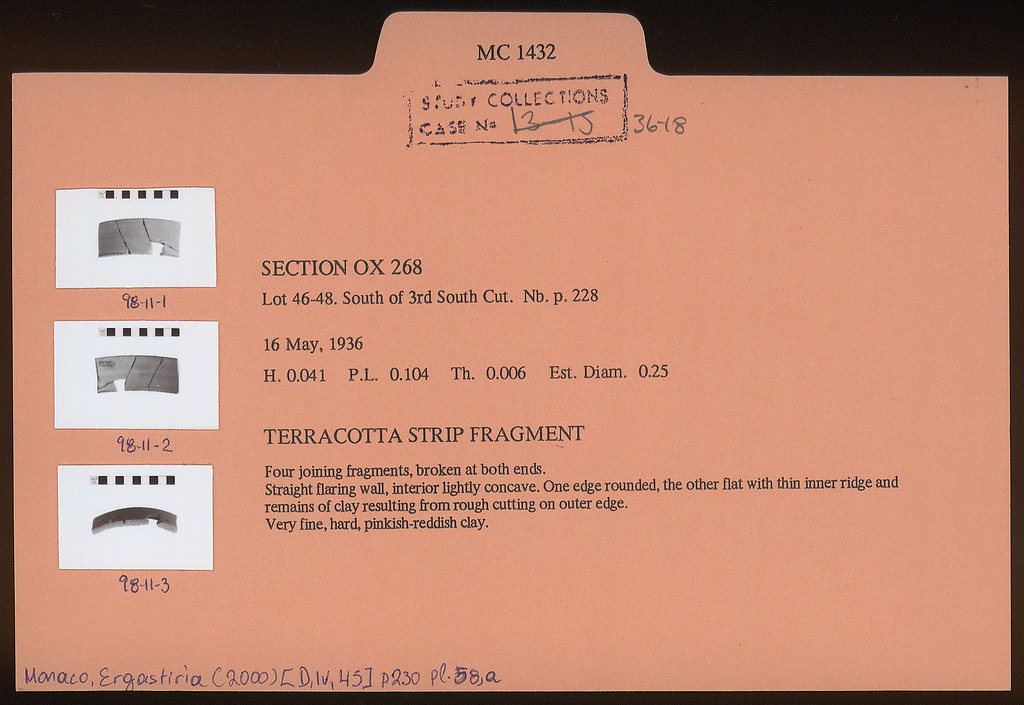 MC 1432
STUDY COLLECTIONS
CASE No 13-15 36-18
98-11-1
98-11-2
98-11-3
SECTION OX 268
Lot 46-48. South of 3rd South Cut. Nb. p. 228
16 May, 1936
H. 0.041 P.L. 0.104 Th. 0.006 Est. Diam. 0.25
TERRACOTTA STRIP FRAGMENT
Four joining fragments, broken at both ends.
Straight flaring wall, interior lightly concave. One edge rounded, the other flat with thin inner ridge and
remains of clay resulting from rough cutting on outer edge.
Very fine, hard, pinkish-reddish clay.
Monaco, Ergastiria (2000) [D,IV,45] p230 pl. 58,a